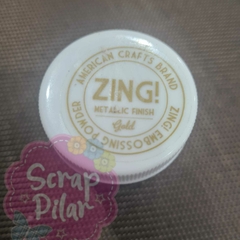 AMERICAN CRAFTS BRAND
ZING!
METALLIC FINISH
Gold
ZING! EMBOSSING POWDER
Scrap
Pilar